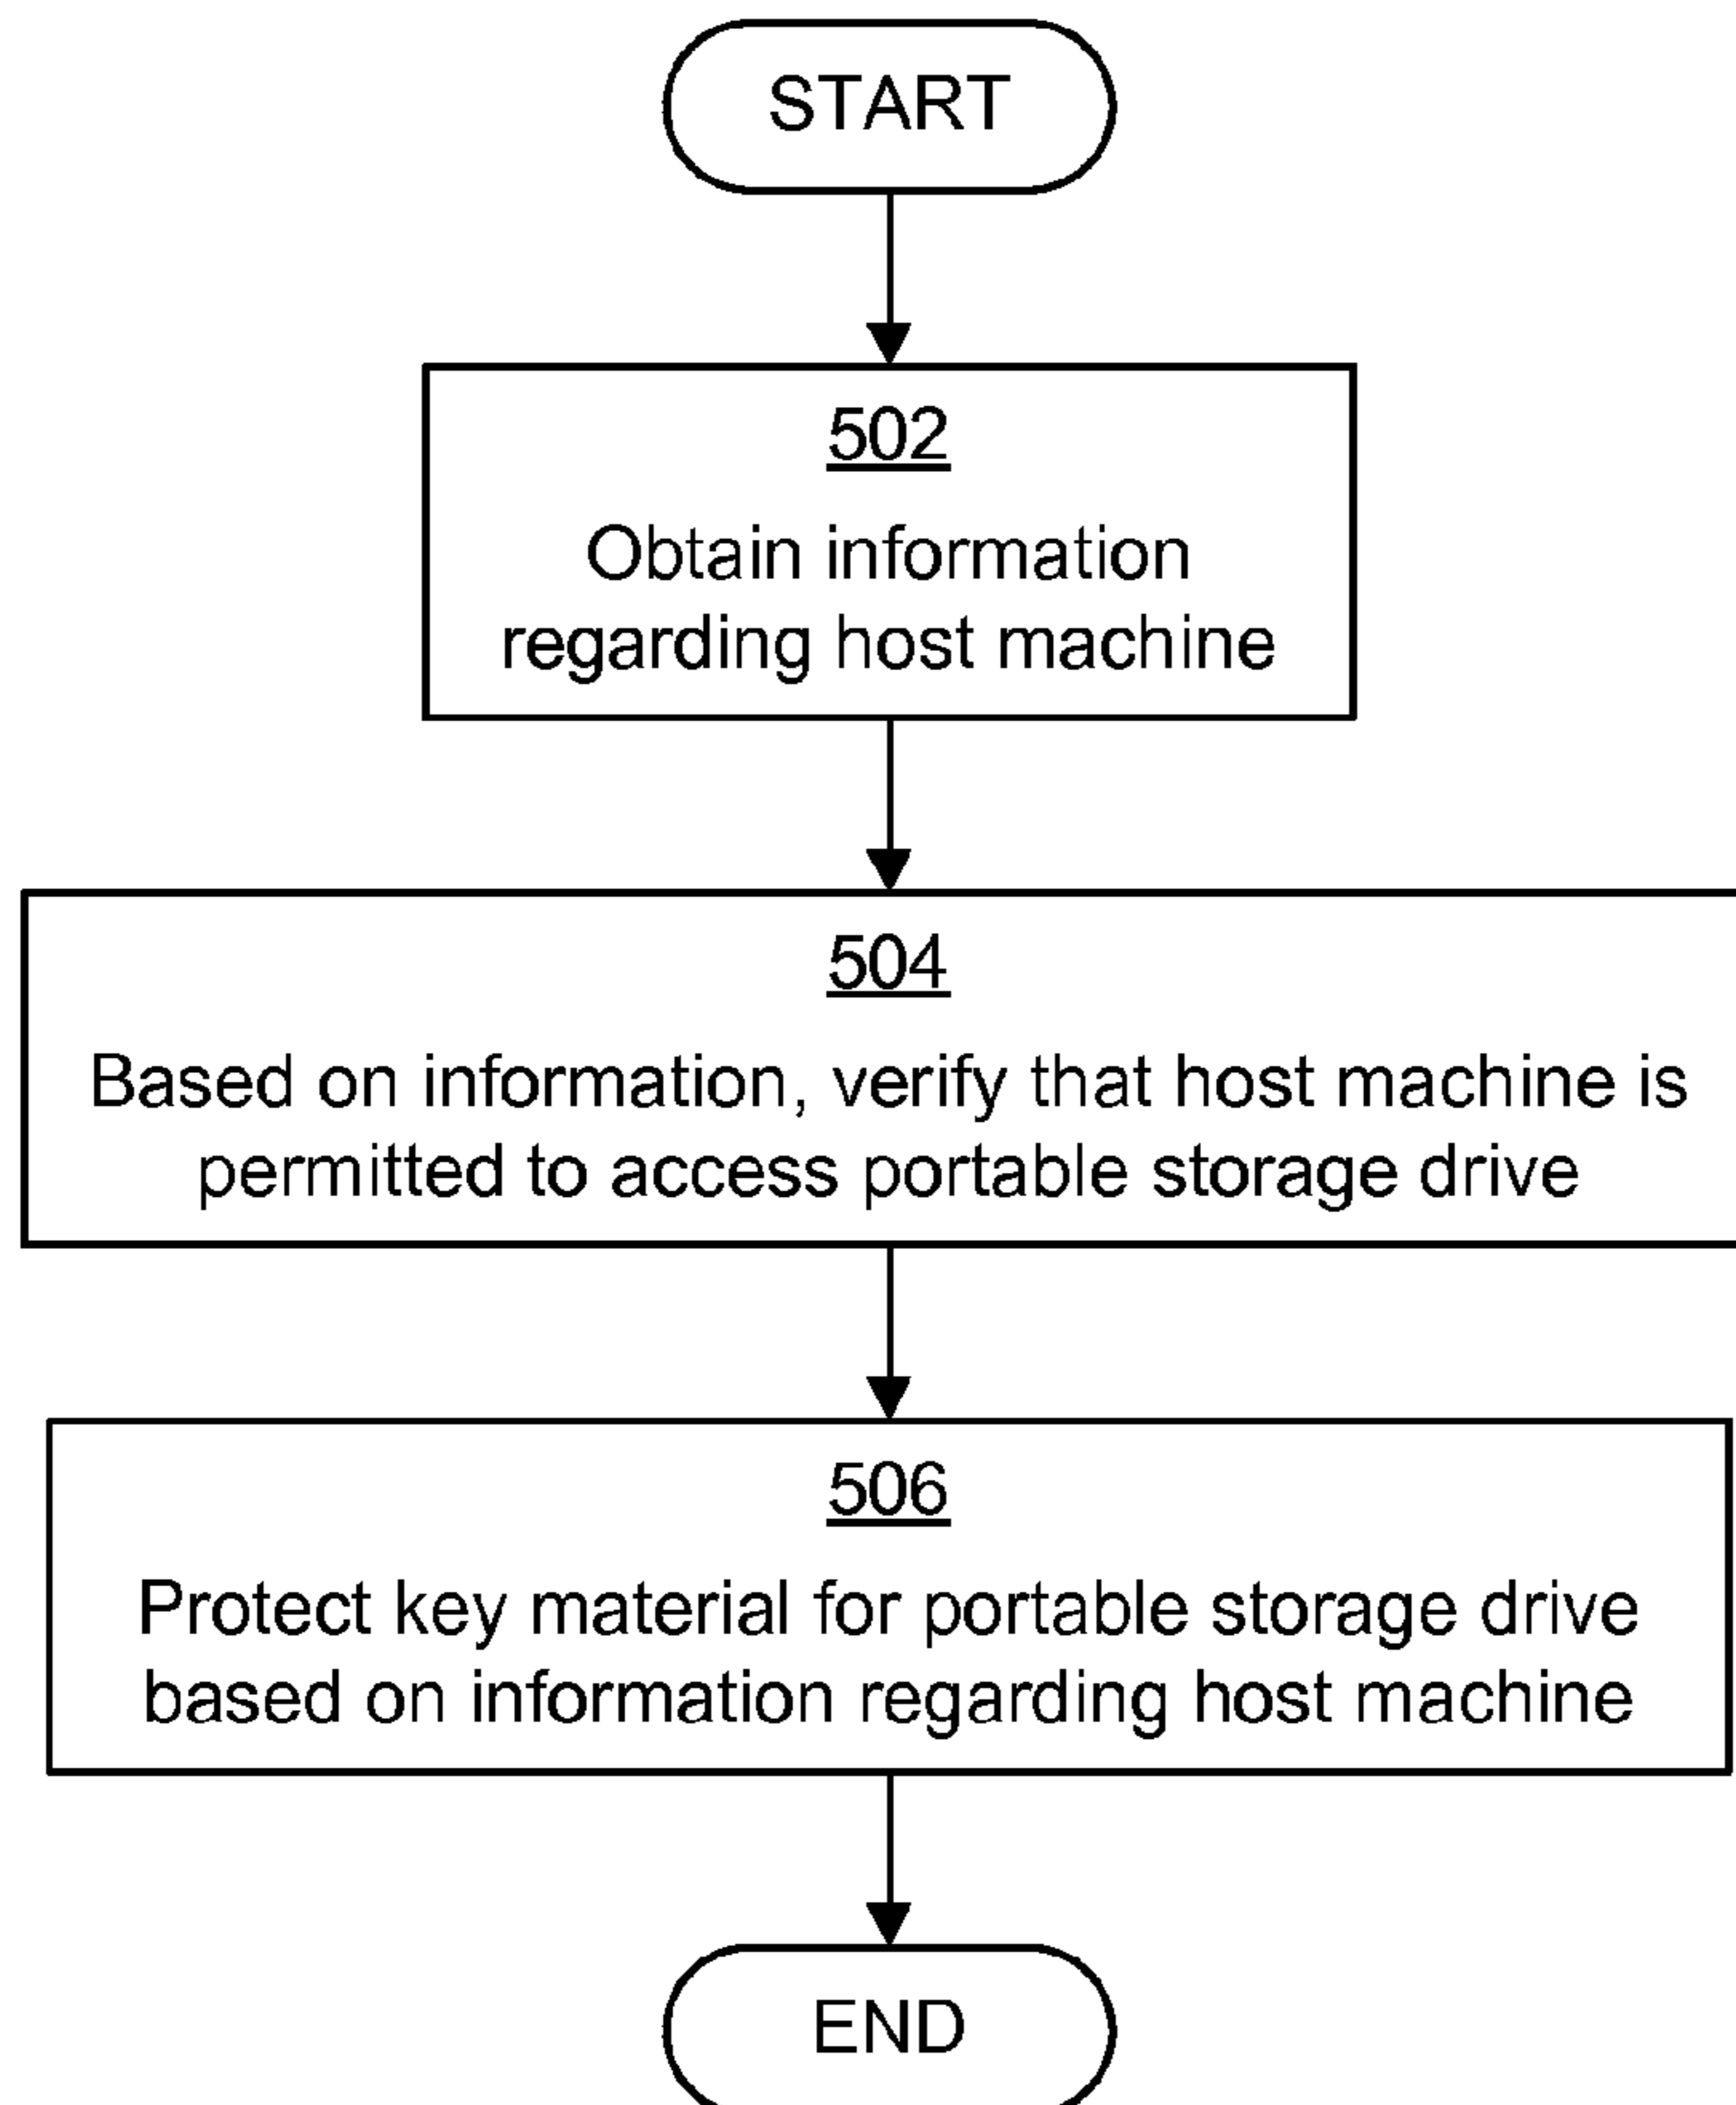 START
502
Obtain information
regarding host machine
504
Based on information, verify that host machine is
permitted to access portable storage drive
506
Protect key material for portable storage drive
based on information regarding host machine
END